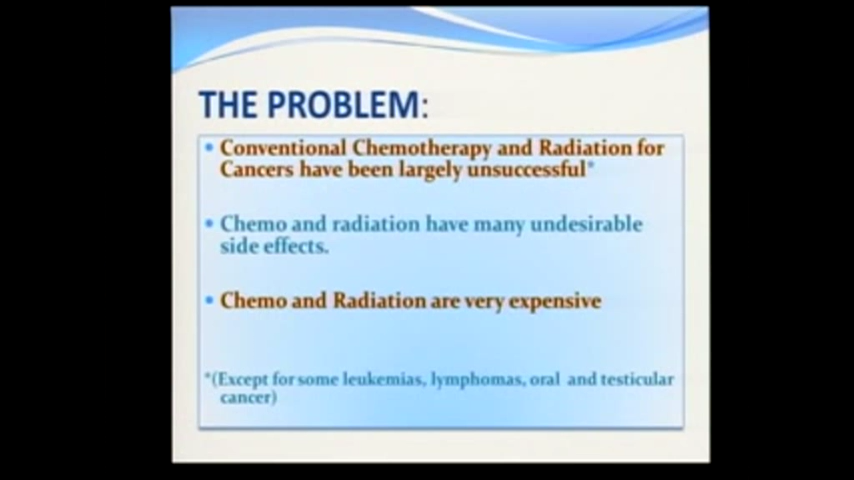 THE PROBLEM:
• Conventional Chemotherapy and Radiation for
Cancers have been largely unsuccessful*
• Chemo and radiation have many undesirable
side effects.
• Chemo and Radiation are very expensive
*(Except for some leukemias, lymphomas, oral and testicular
cancer)